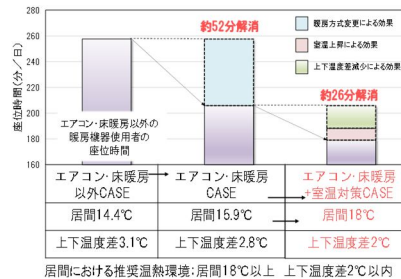 座位時間(分/日)
280
260
240
220
200
180
160
約52分解消
暖房方式変更による効果
室温上昇による効果
上下温度差減少による効果
約26分解消
エアコン・床暖房以外の
暖房機器使用者の
座位時間
エアコン・床暖房
以外CASE
エアコン・床暖房
CASE
エアコン・床暖房
+室温対策CASE
居間14.4℃
居間15.9℃
居間18℃
上下温度差3.1℃
上下温度差2.8℃
上下温度差2℃
居間における推奨温熱環境:居間18℃以上 上下温度差2℃以内